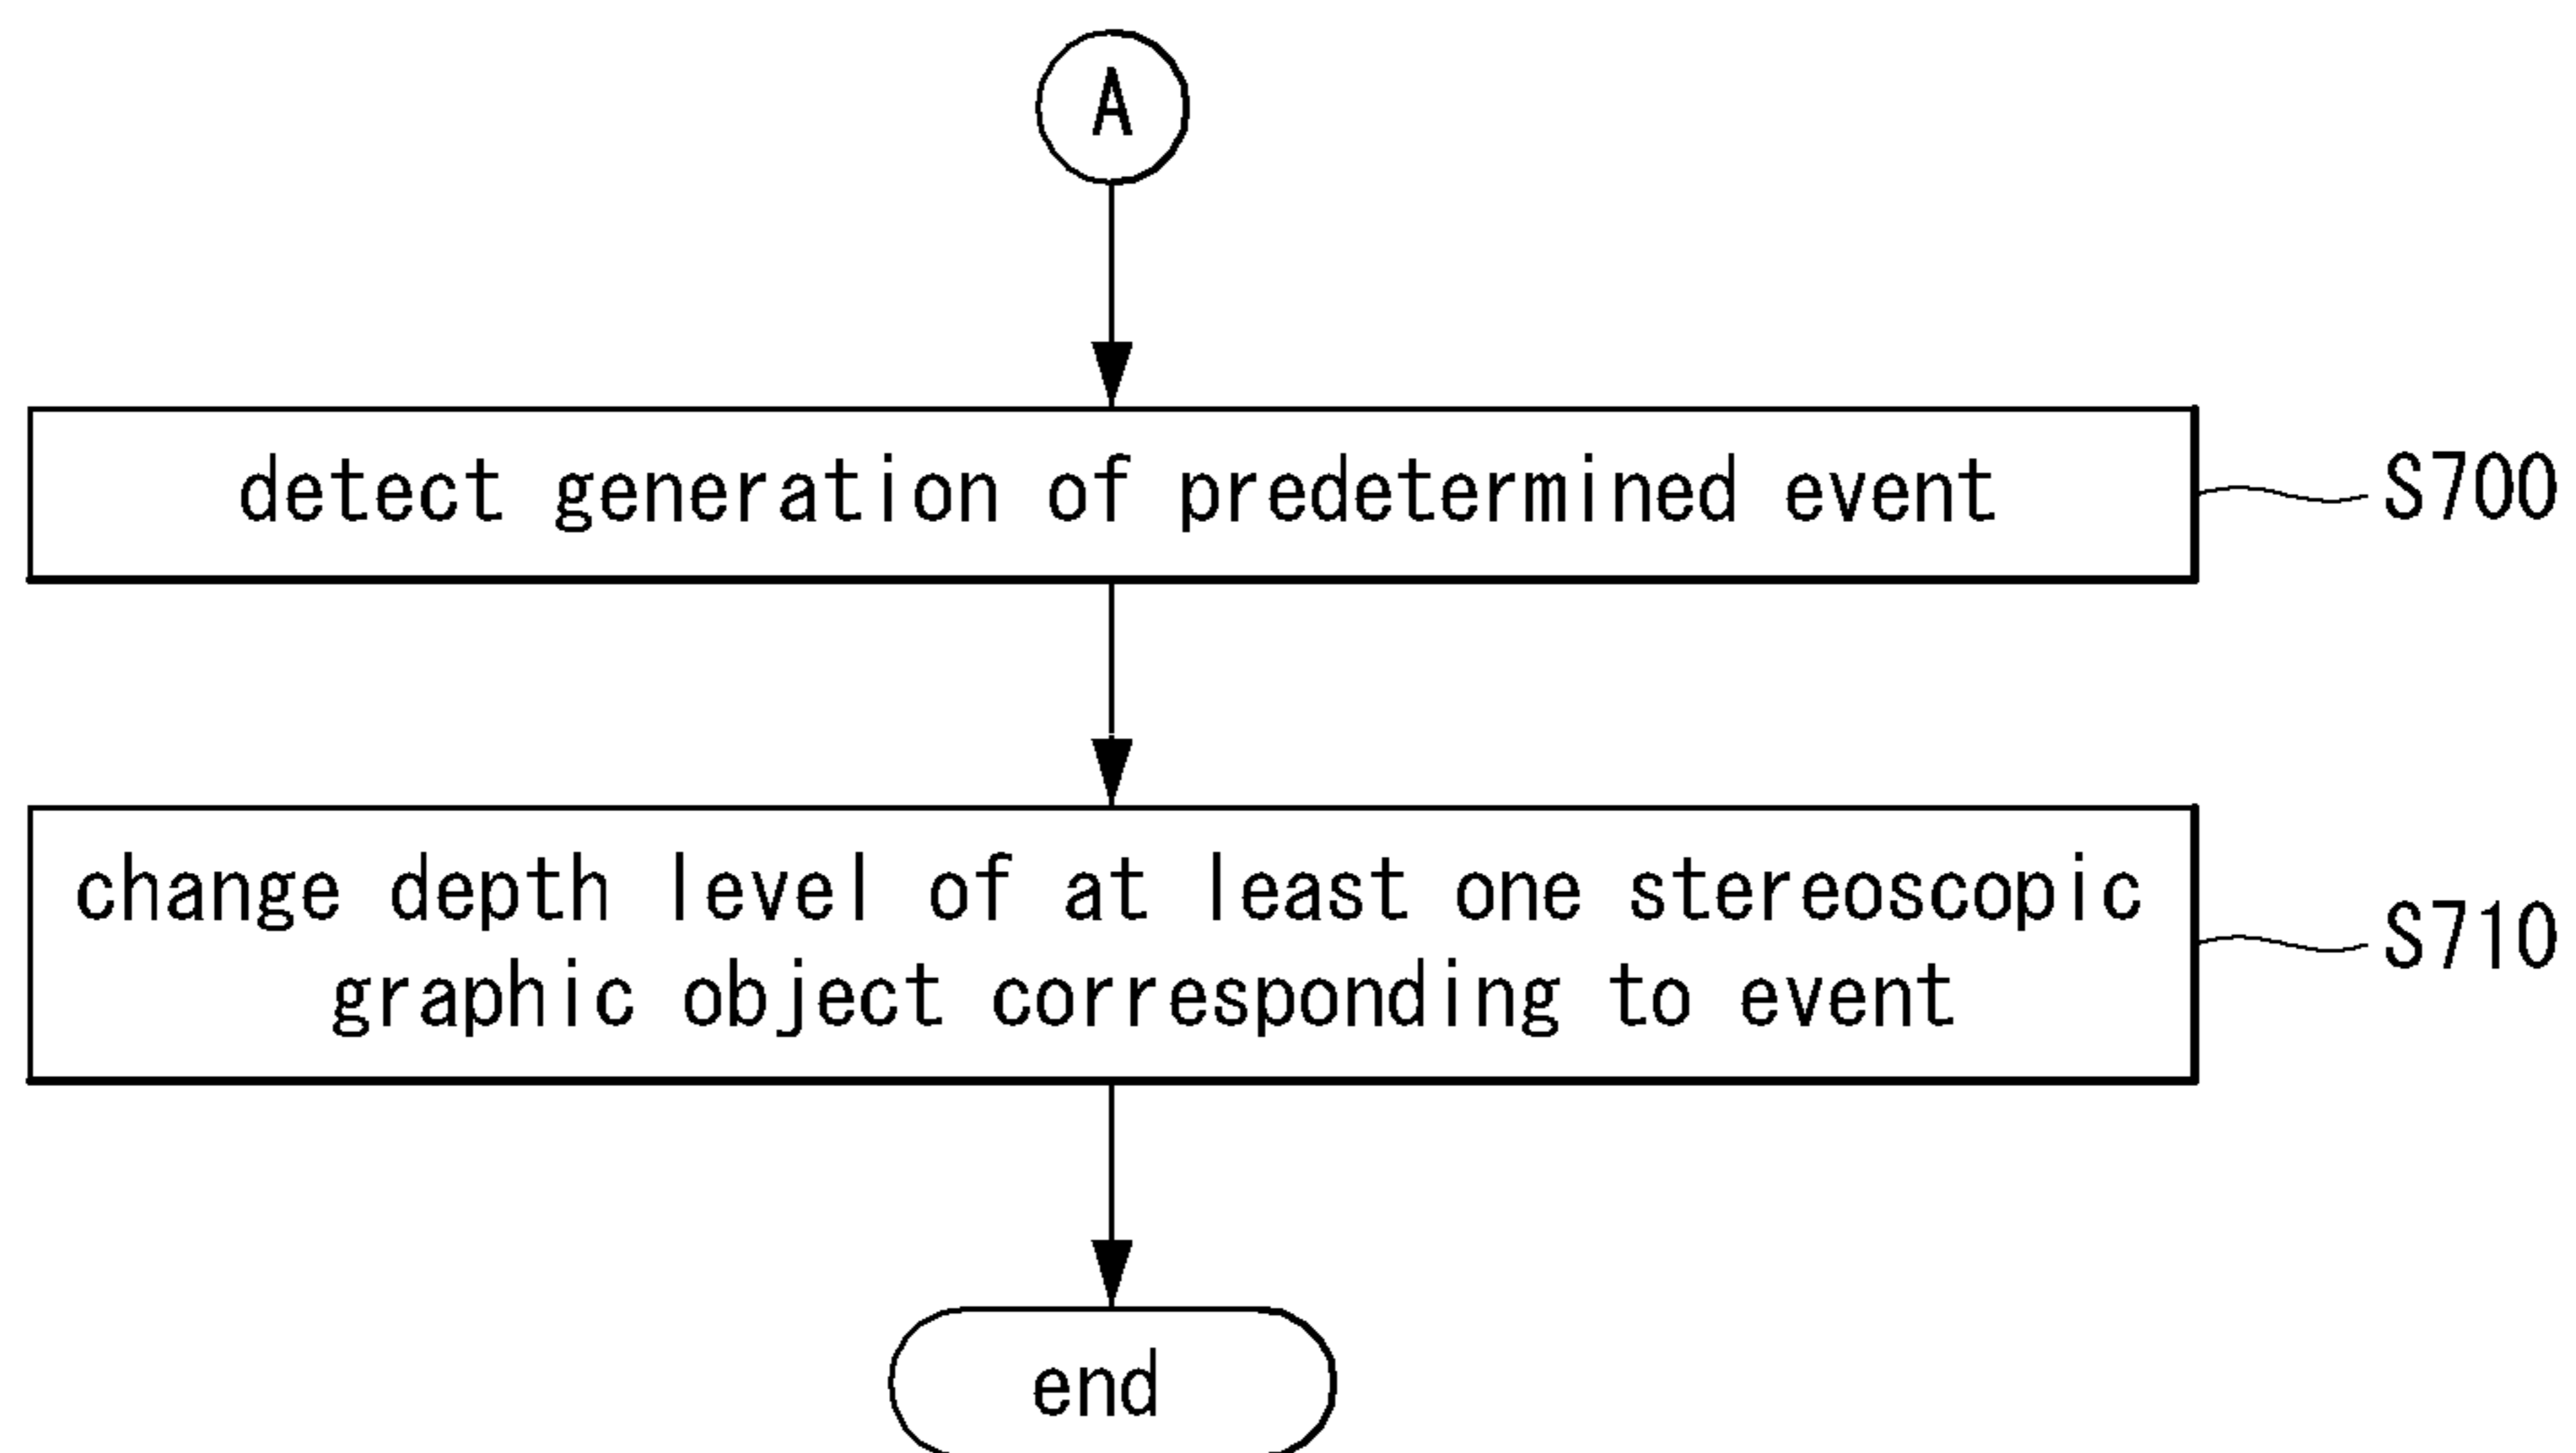 A
detect generation of predetermined event
S700
change depth level of at least one stereoscopic
graphic object corresponding to event
S710
end